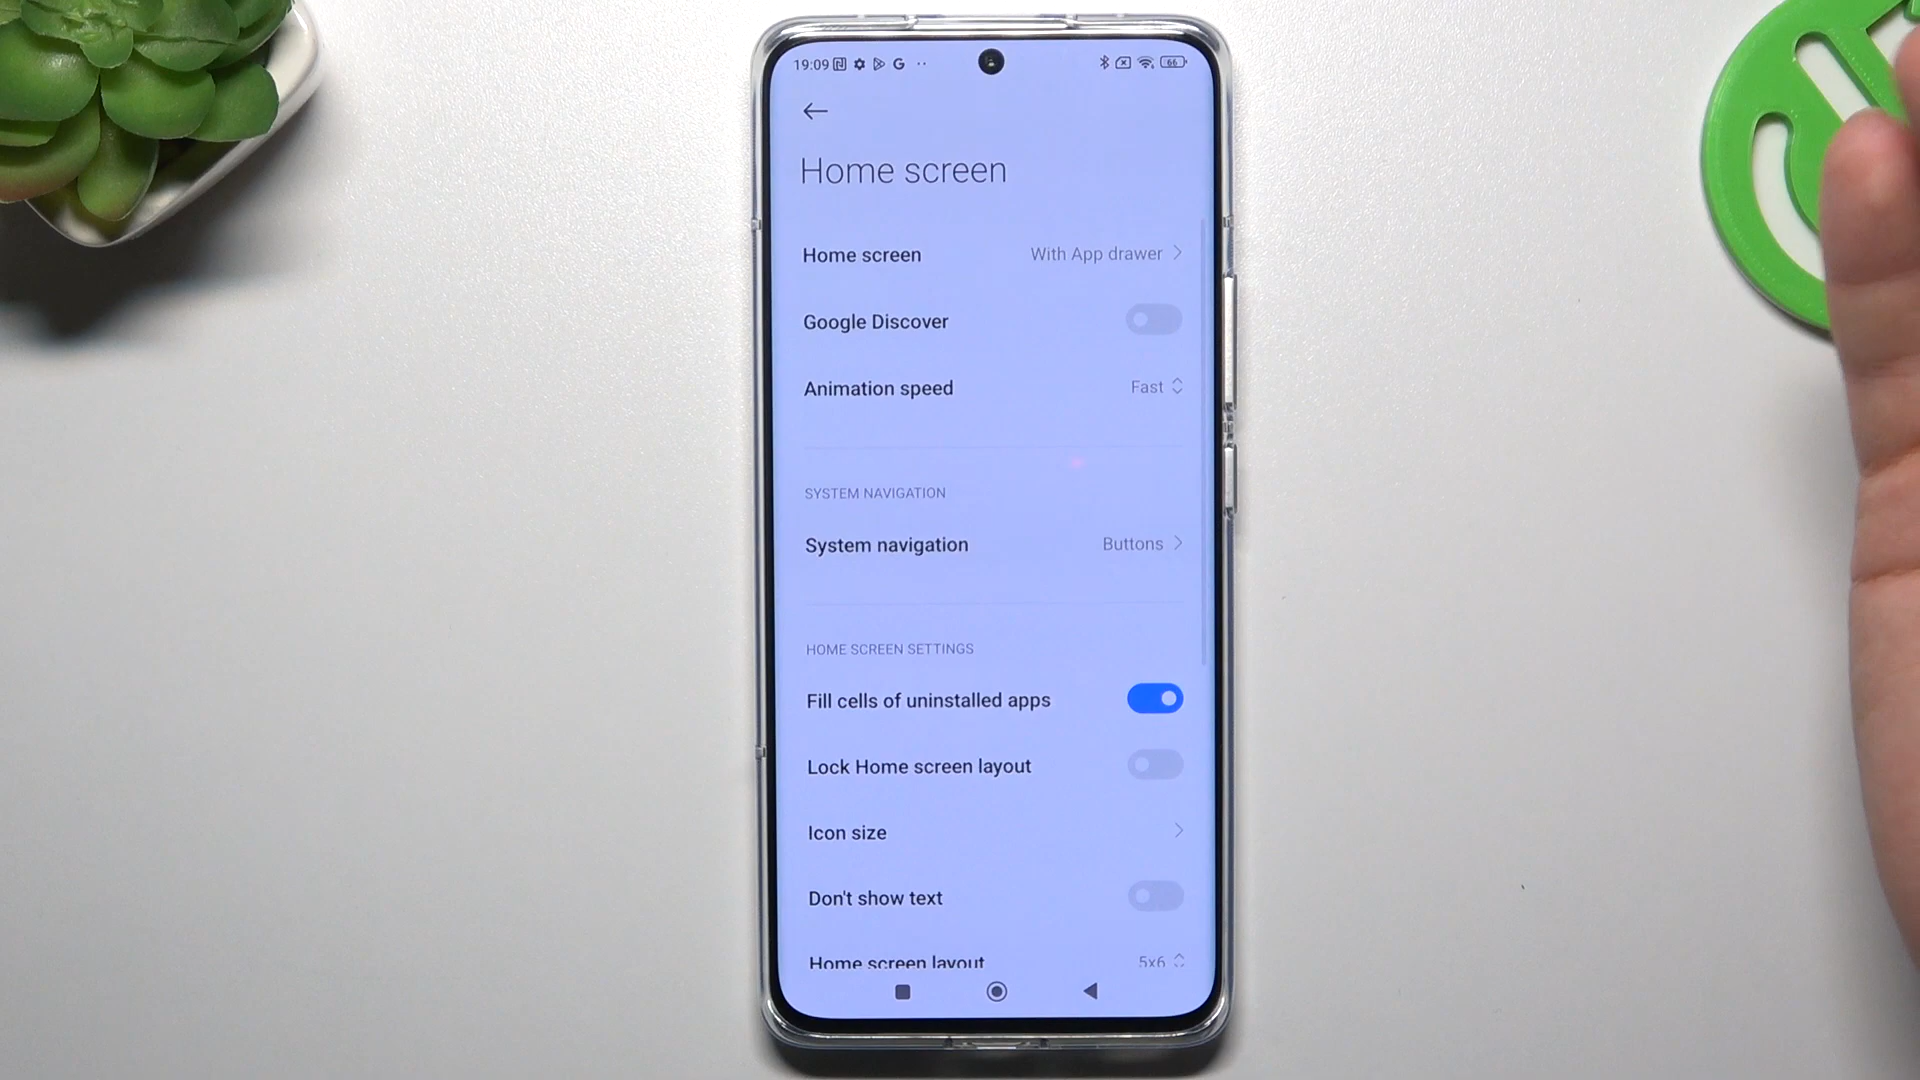 19:09
66
Home screen
Home screen With App drawer
Google Discover
Animation speed Fast
SYSTEM NAVIGATION
System navigation Buttons
HOME SCREEN SETTINGS
Fill cells of uninstalled apps
Lock Home screen layout
Icon size
Don't show text
Home screen layout 5x6